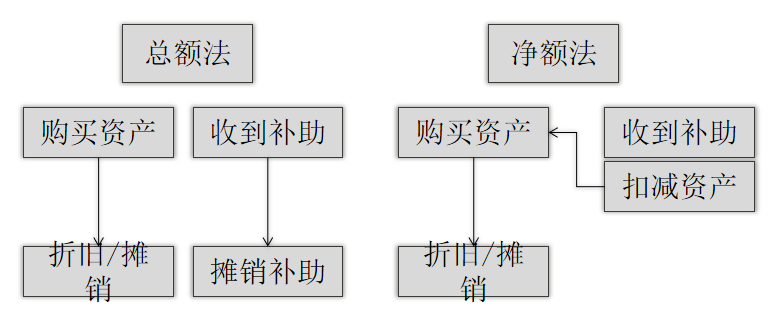 总额法
净额法
购买资产
收到补助
购买资产
收到补助
扣减资产
折旧/摊
销
摊销补助
折旧/摊
销